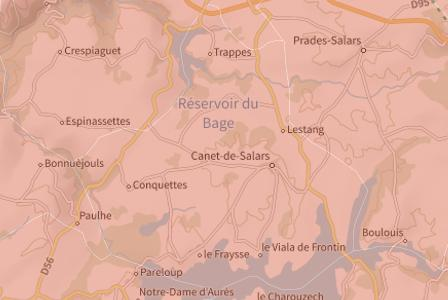 D95
Prades-Salars
Crespiaguet
Trappes
Réservoir du
Bage
Espinassettes
Lestang
Canet-de-Salars
Bonnuéjouls
Conquettes
Paulhe
Boulouis
le Viala de Frontin
le Fraysse
D56
Pareloup
Notre-Dame d'Aurès
le Charouzech